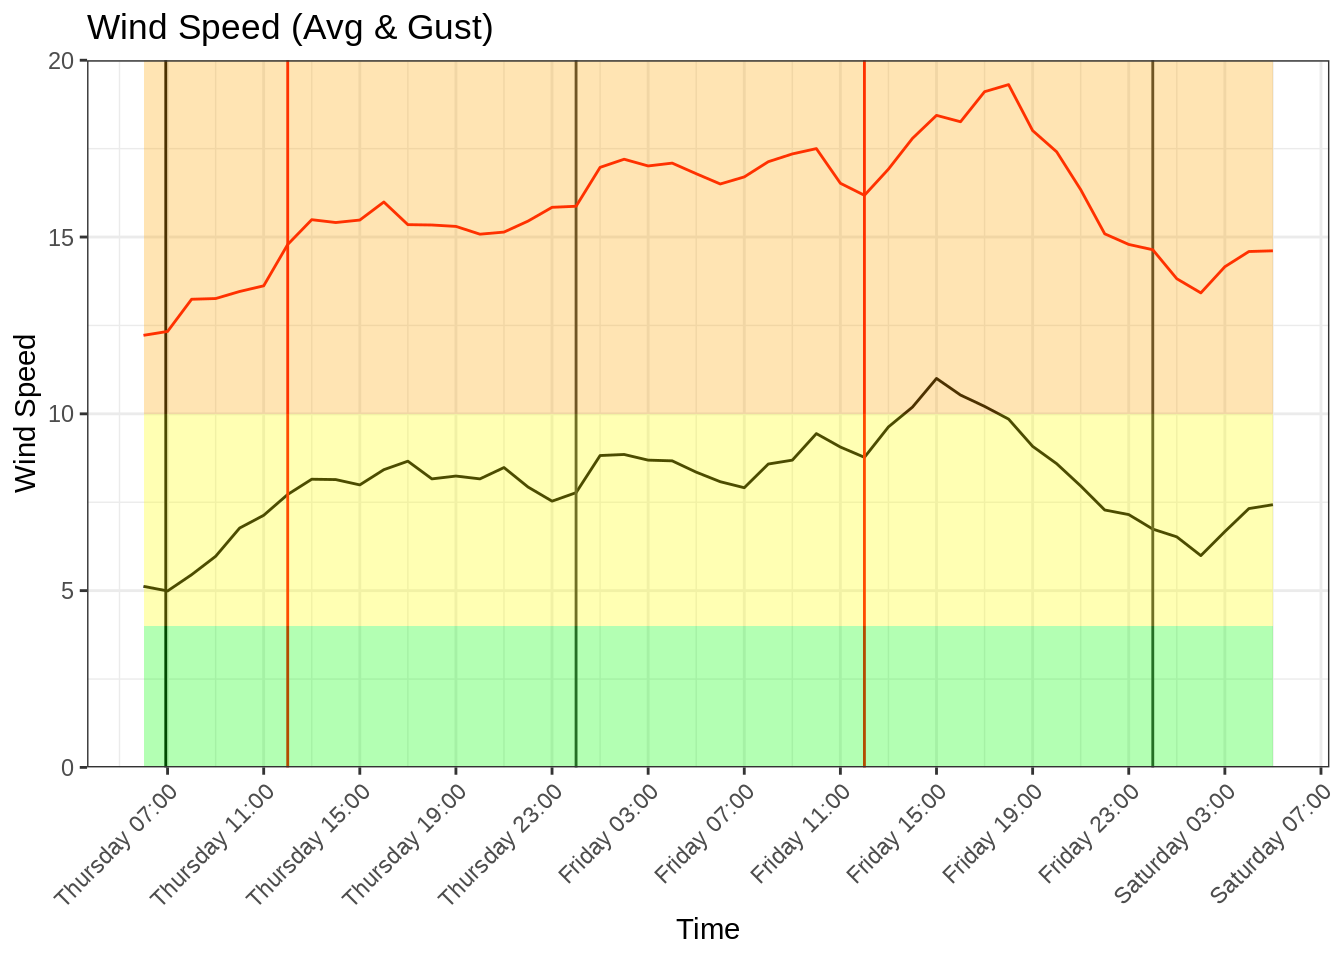 Wind Speed (Avg & Gust)
20
15
10
5
0
Wind Speed
Thursday 07:00
Thursday 11:00
Thursday 15:00
Thursday 19:00
Thursday 23:00
Friday 03:00
Friday 07:00
Friday 11:00
Friday 15:00
Friday 19:00
Friday 23:00
Saturday 03:00
Saturday 07:00
Time